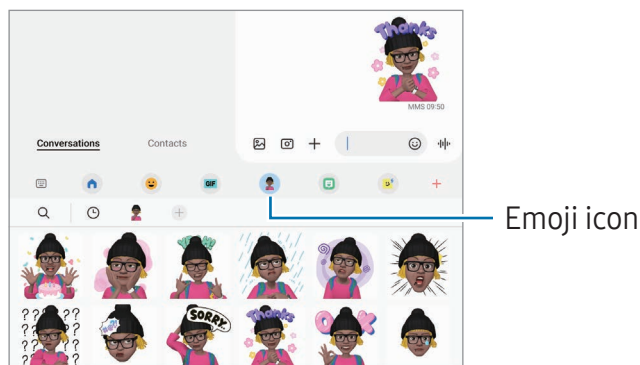 Thanks
MMS 09:50
Conversations
Contacts
GIF
Emoji icon
SORRY
Thanks
OK